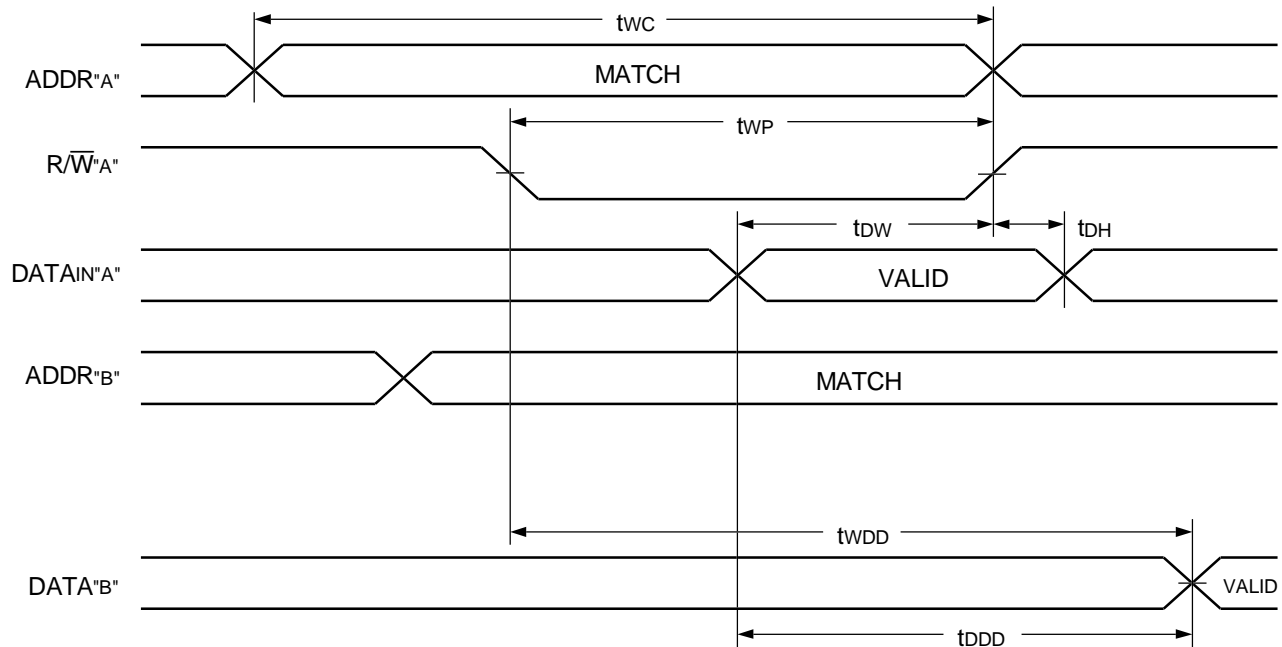 tWC
ADDR"A"
MATCH
tWP
R/W̅"A"
tDW
tDH
DATAIN"A"
VALID
ADDR"B"
MATCH
tWDD
DATA"B"
VALID
tDDD